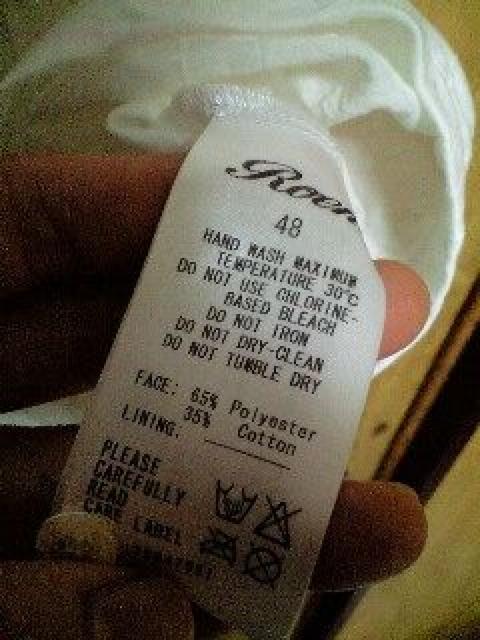 Roen
48
HAND WASH MAXIMUM
TEMPERATURE 30°C
DO NOT USE CHLORINE-
BASED BLEACH
DO NOT IRON
DO NOT DRY-CLEAN
DO NOT TUMBLE DRY
FACE: 65% Polyester
35% Cotton
LINING:
PLEASE
CAREFULLY
READ
CARE LABEL